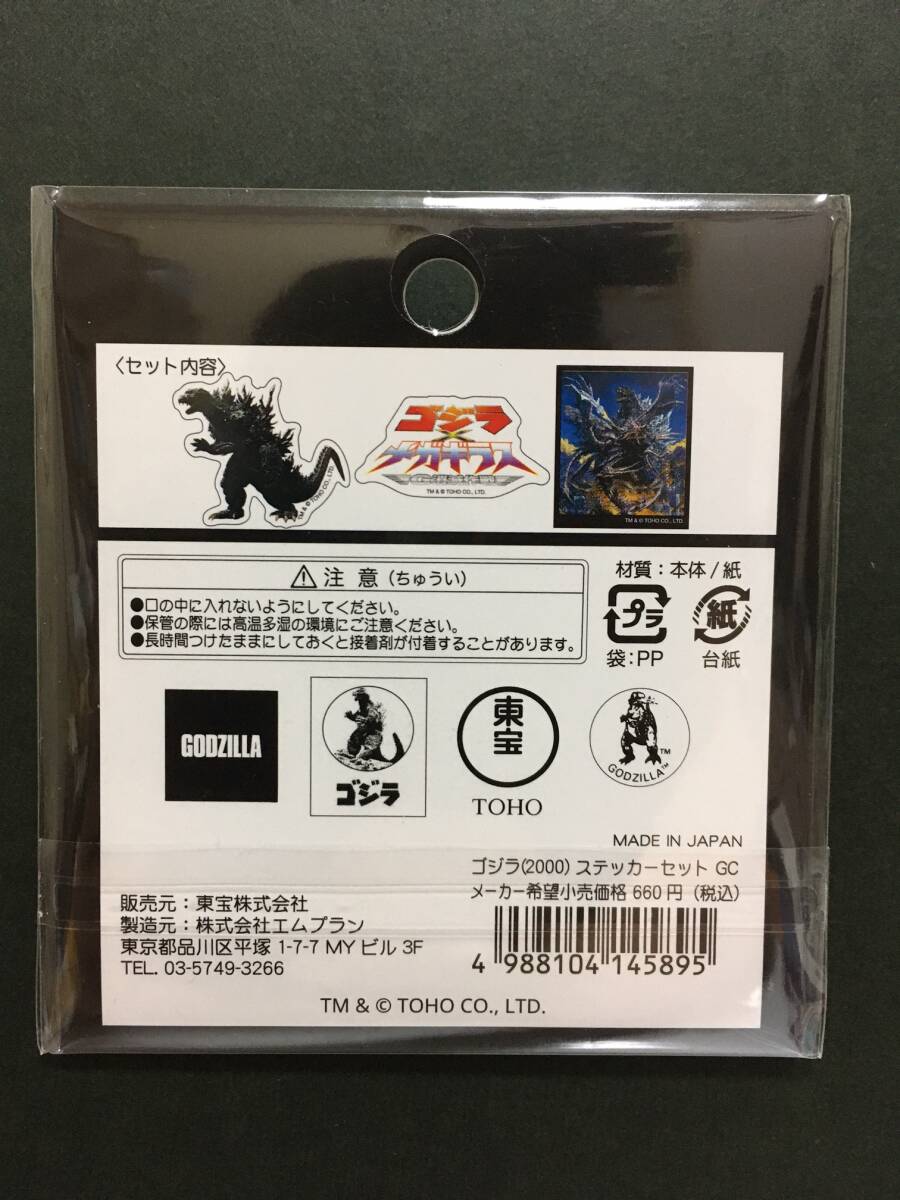 〈セット内容〉
TM & © TOHO CO., LTD.
ゴジラ
×
メガギラス
G消滅作戦
TM & © TOHO CO., LTD.
TM & © TOHO CO., LTD.
注 意 (ちゅうい)
●口の中に入れないようにしてください。
●保管の際には高温多湿の環境にご注意ください。
●長時間つけたままにしておくと接着剤が付着することがあります。
材質：本体/紙
プラ
紙
袋：PP
台紙
GODZILLA
ゴジラ
東宝
TOHO
TM
GODZILLA™
MADE IN JAPAN
ゴジラ(2000) ステッカーセット GC
メーカー希望小売価格 660円（税込）
販売元：東宝株式会社
製造元：株式会社エムプラン
東京都品川区平塚 1-7-7 MY ビル 3F
TEL. 03-5749-3266
4 988104 145895
TM & © TOHO CO., LTD.